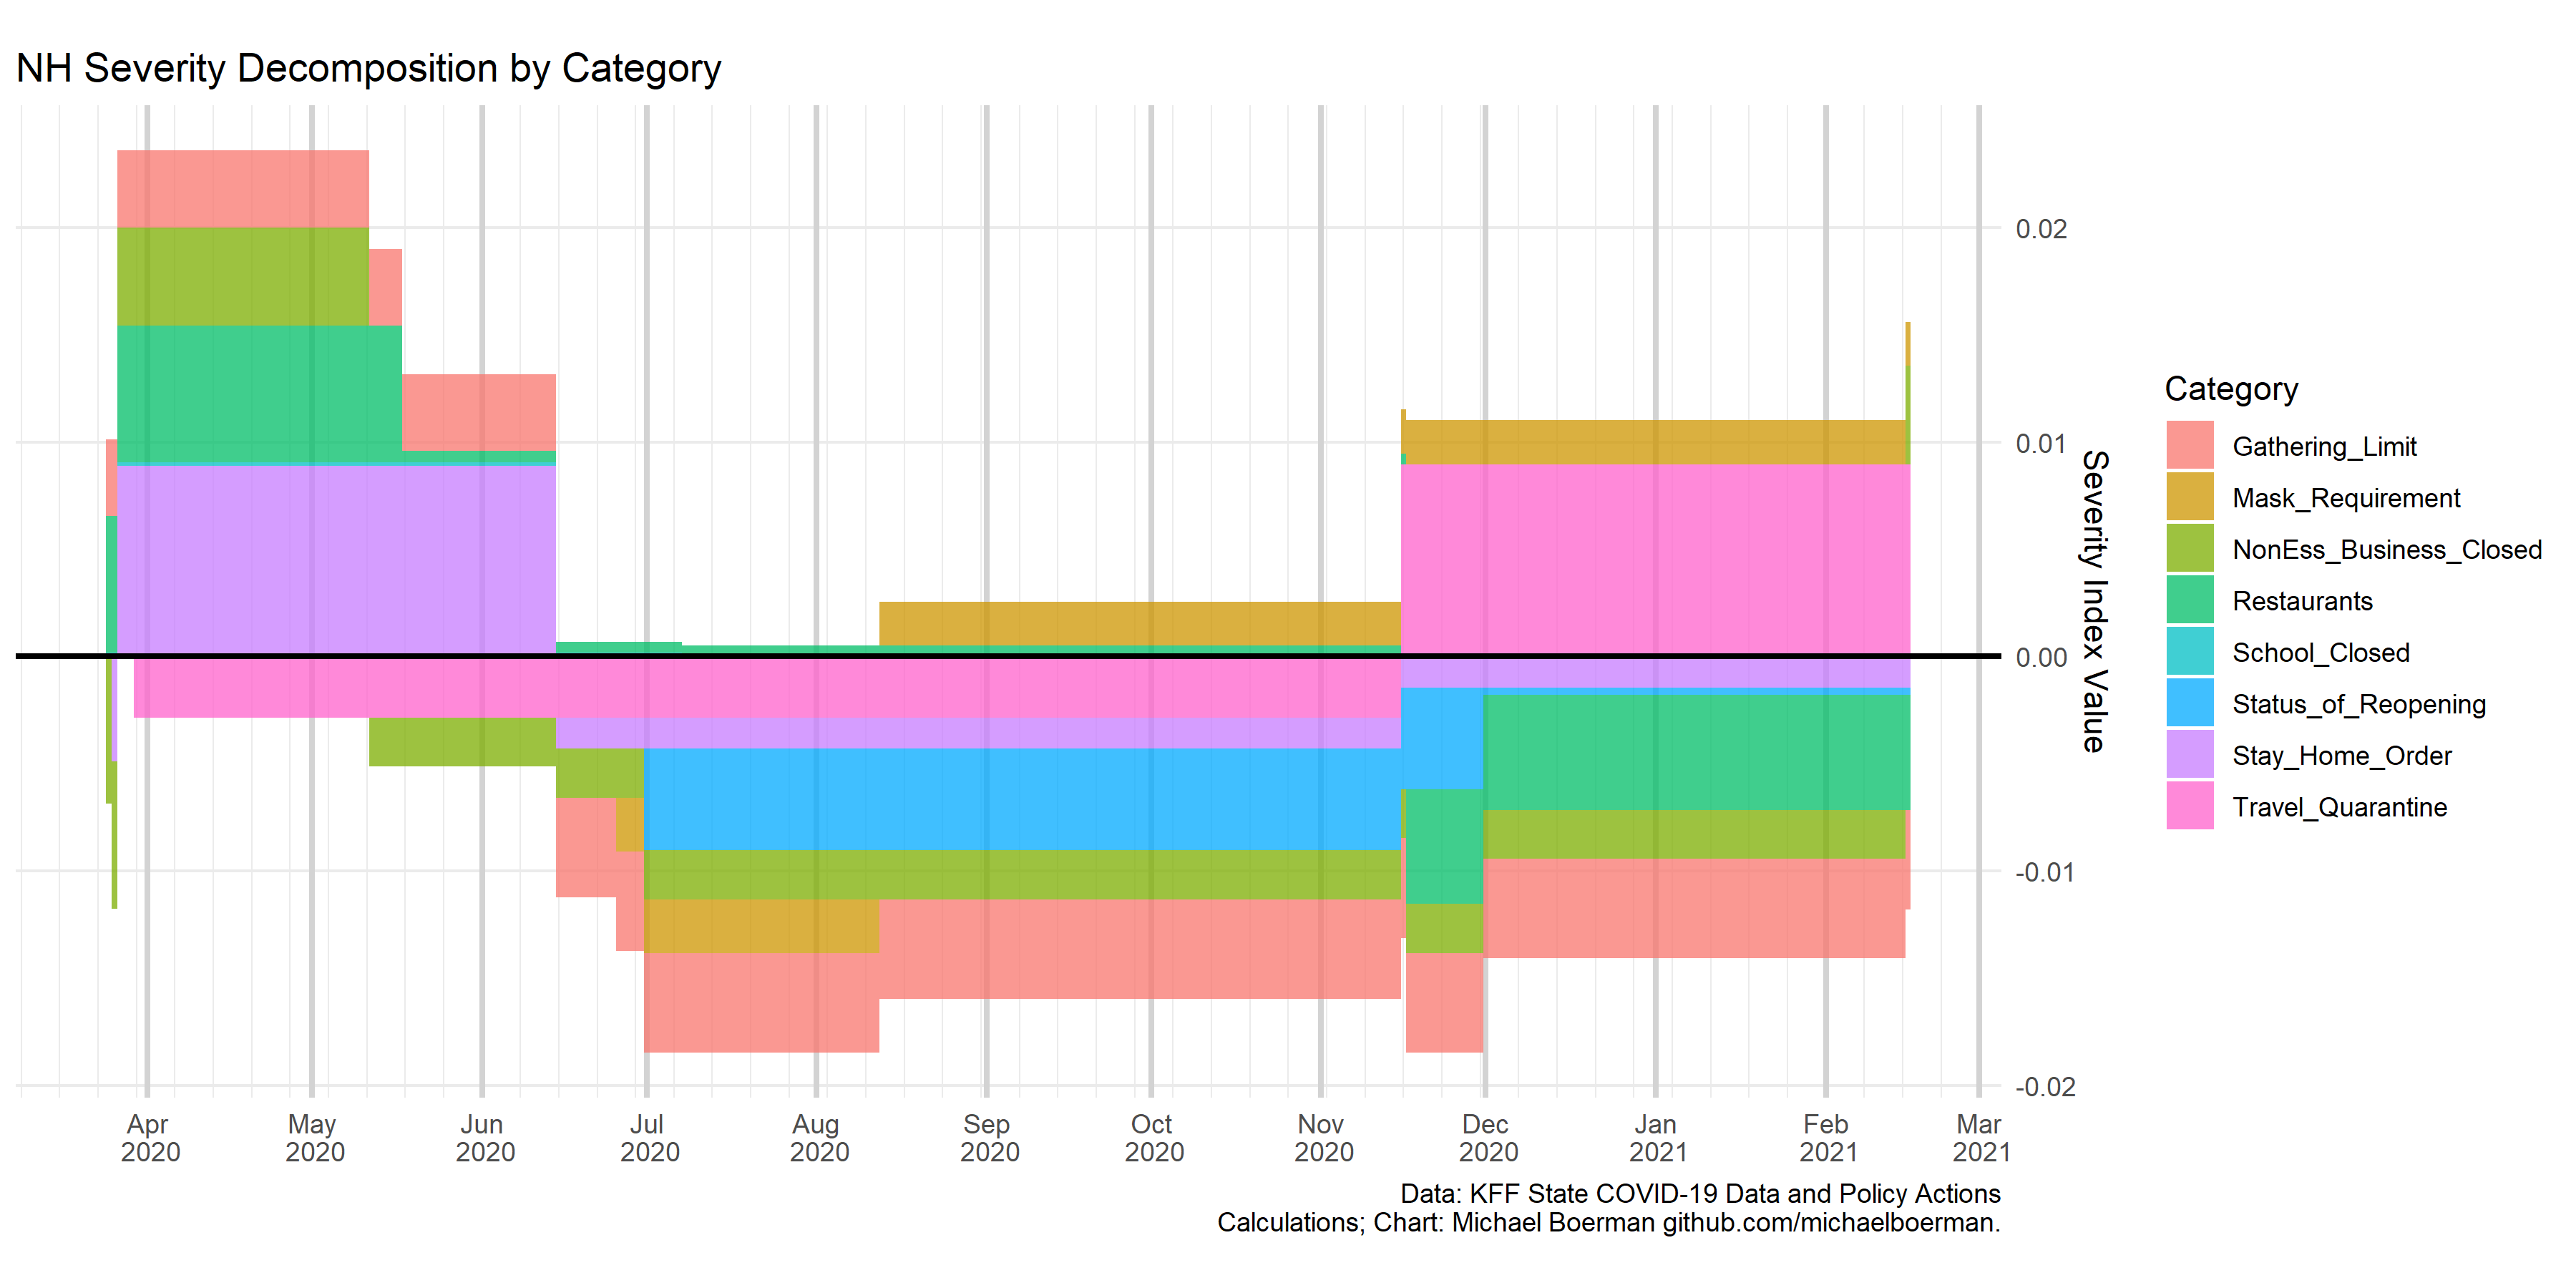 NH Severity Decomposition by Category
0.02
0.01
0.00
-0.01
-0.02
Severity Index Value
Apr
2020
May
2020
Jun
2020
Jul
2020
Aug
2020
Sep
2020
Oct
2020
Nov
2020
Dec
2020
Jan
2021
Feb
2021
Mar
2021
Category
Gathering_Limit
Mask_Requirement
NonEss_Business_Closed
Restaurants
School_Closed
Status_of_Reopening
Stay_Home_Order
Travel_Quarantine
Data: KFF State COVID-19 Data and Policy Actions
Calculations; Chart: Michael Boerman github.com/michaelboerman.